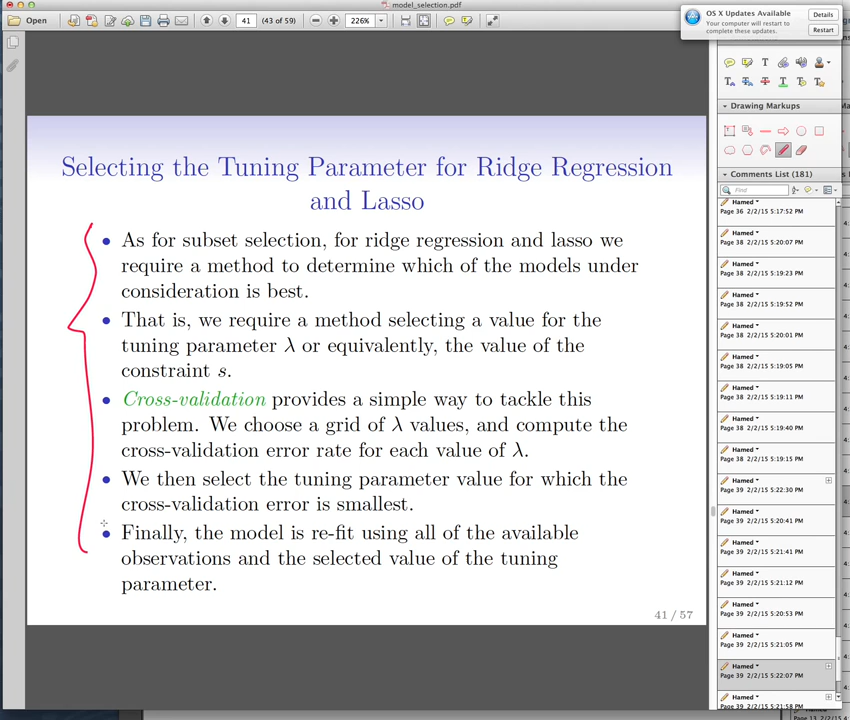 model_selection.pdf
Open
41
(43 of 59)
226%
OS X Updates Available
Your computer will restart to complete these updates.
Details
Restart
Drawing Markups
Comments List (181)
Find
Selecting the Tuning Parameter for Ridge Regression
and Lasso
• As for subset selection, for ridge regression and lasso we
require a method to determine which of the models under
consideration is best.
• That is, we require a method selecting a value for the
tuning parameter λ or equivalently, the value of the
constraint s.
• Cross-validation provides a simple way to tackle this
problem. We choose a grid of λ values, and compute the
cross-validation error rate for each value of λ.
• We then select the tuning parameter value for which the
cross-validation error is smallest.
• Finally, the model is re-fit using all of the available
observations and the selected value of the tuning
parameter.
41 / 57
Hamed
Page 36 2/2/15 5:17:52 PM
Hamed
Page 38 2/2/15 5:20:07 PM
Hamed
Page 38 2/2/15 5:19:23 PM
Hamed
Page 38 2/2/15 5:19:52 PM
Hamed
Page 38 2/2/15 5:20:01 PM
Hamed
Page 38 2/2/15 5:19:05 PM
Hamed
Page 38 2/2/15 5:19:11 PM
Hamed
Page 38 2/2/15 5:19:40 PM
Hamed
Page 38 2/2/15 5:19:15 PM
Hamed
Page 39 2/2/15 5:22:30 PM
Hamed
Page 39 2/2/15 5:20:41 PM
Hamed
Page 39 2/2/15 5:21:41 PM
Hamed
Page 39 2/2/15 5:21:12 PM
Hamed
Page 39 2/2/15 5:20:53 PM
Hamed
Page 39 2/2/15 5:21:05 PM
Hamed
Page 39 2/2/15 5:22:07 PM
Hamed
Page 39 2/2/15 5:21:58 PM